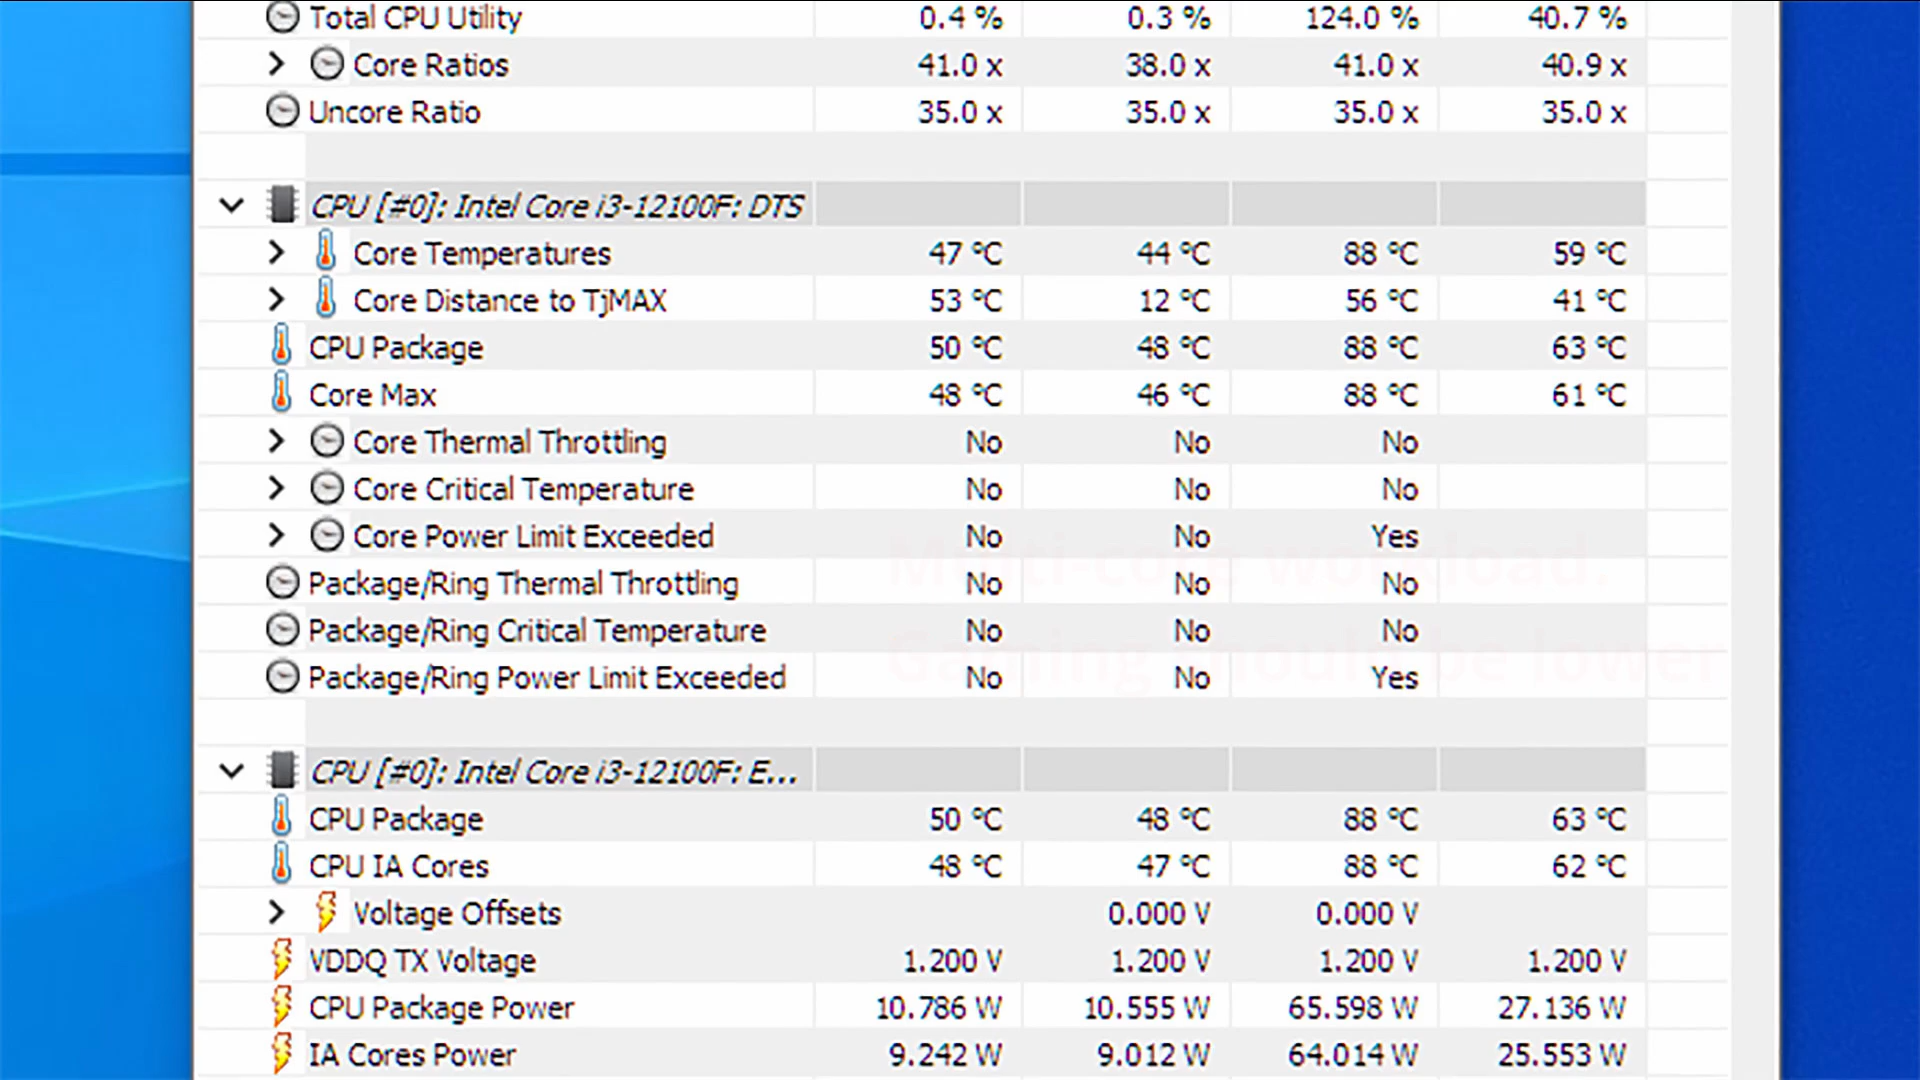 Total CPU Utility 0.4 % 0.3 % 124.0 % 40.7 %
Core Ratios 41.0 x 38.0 x 41.0 x 40.9 x
Uncore Ratio 35.0 x 35.0 x 35.0 x 35.0 x
CPU [#0]: Intel Core i3-12100F: DTS
Core Temperatures 47 °C 44 °C 88 °C 59 °C
Core Distance to TjMAX 53 °C 12 °C 56 °C 41 °C
CPU Package 50 °C 48 °C 88 °C 63 °C
Core Max 48 °C 46 °C 88 °C 61 °C
Core Thermal Throttling No No No
Core Critical Temperature No No No
Core Power Limit Exceeded No No Yes
Multi-core workload.
Package/Ring Thermal Throttling No No No
Package/Ring Critical Temperature No No No
Gaming should be lower
Package/Ring Power Limit Exceeded No No Yes
CPU [#0]: Intel Core i3-12100F: E...
CPU Package 50 °C 48 °C 88 °C 63 °C
CPU IA Cores 48 °C 47 °C 88 °C 62 °C
Voltage Offsets 0.000 V 0.000 V
VDDQ TX Voltage 1.200 V 1.200 V 1.200 V 1.200 V
CPU Package Power 10.786 W 10.555 W 65.598 W 27.136 W
IA Cores Power 9.242 W 9.012 W 64.014 W 25.553 W